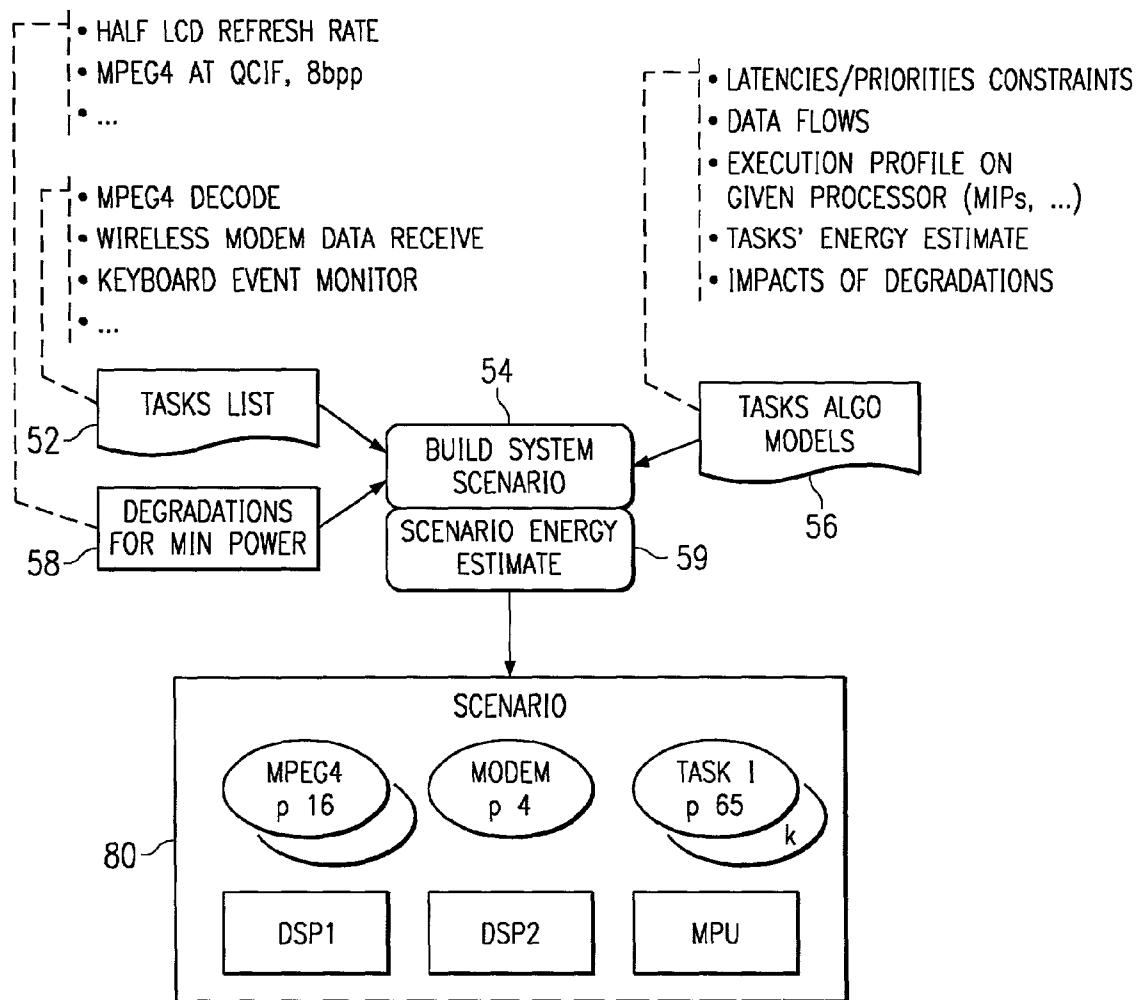 • HALF LCD REFRESH RATE
• MPEG4 AT QCIF, 8bpp
• ...
• MPEG4 DECODE
• WIRELESS MODEM DATA RECEIVE
• KEYBOARD EVENT MONITOR
• ...
• LATENCIES/PRIORITIES CONSTRAINTS
• DATA FLOWS
• EXECUTION PROFILE ON
GIVEN PROCESSOR (MIPs, ...)
• TASKS' ENERGY ESTIMATE
• IMPACTS OF DEGRADATIONS
TASKS LIST
52
DEGRADATIONS
FOR MIN POWER
58
54
BUILD SYSTEM
SCENARIO
SCENARIO ENERGY
ESTIMATE
59
TASKS ALGO
MODELS
56
SCENARIO
MPEG4
p 16
MODEM
p 4
TASK I
p 65
k
80
DSP1
DSP2
MPU